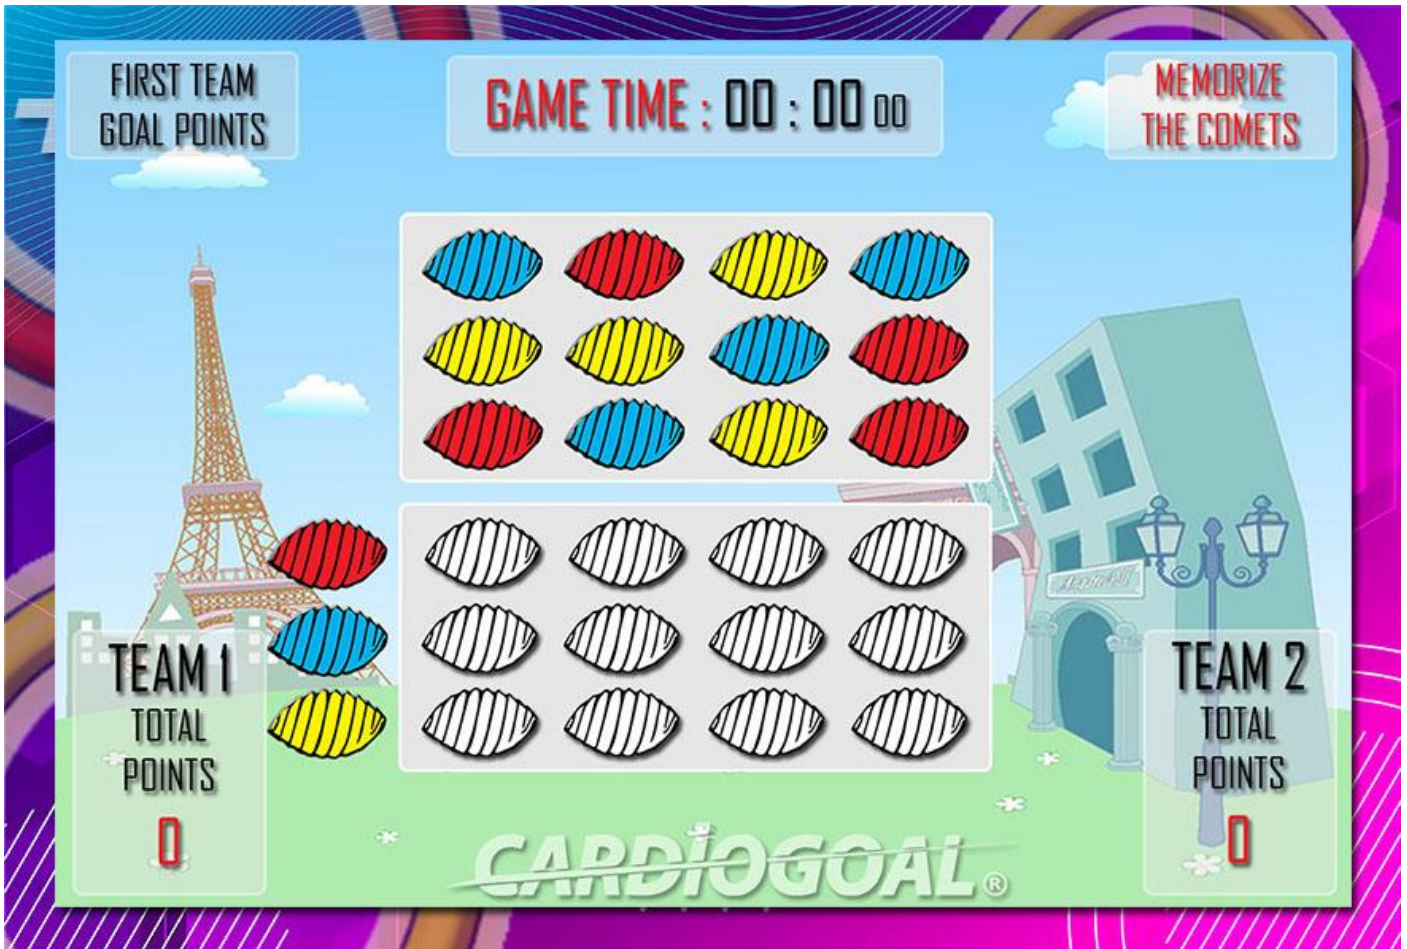 FIRST TEAM
GOAL POINTS
GAME TIME : 00 : 00 00
MEMORIZE
THE COMETS
TEAM 1
TOTAL
POINTS
0
TEAM 2
TOTAL
POINTS
0
CARDIOGOAL ®